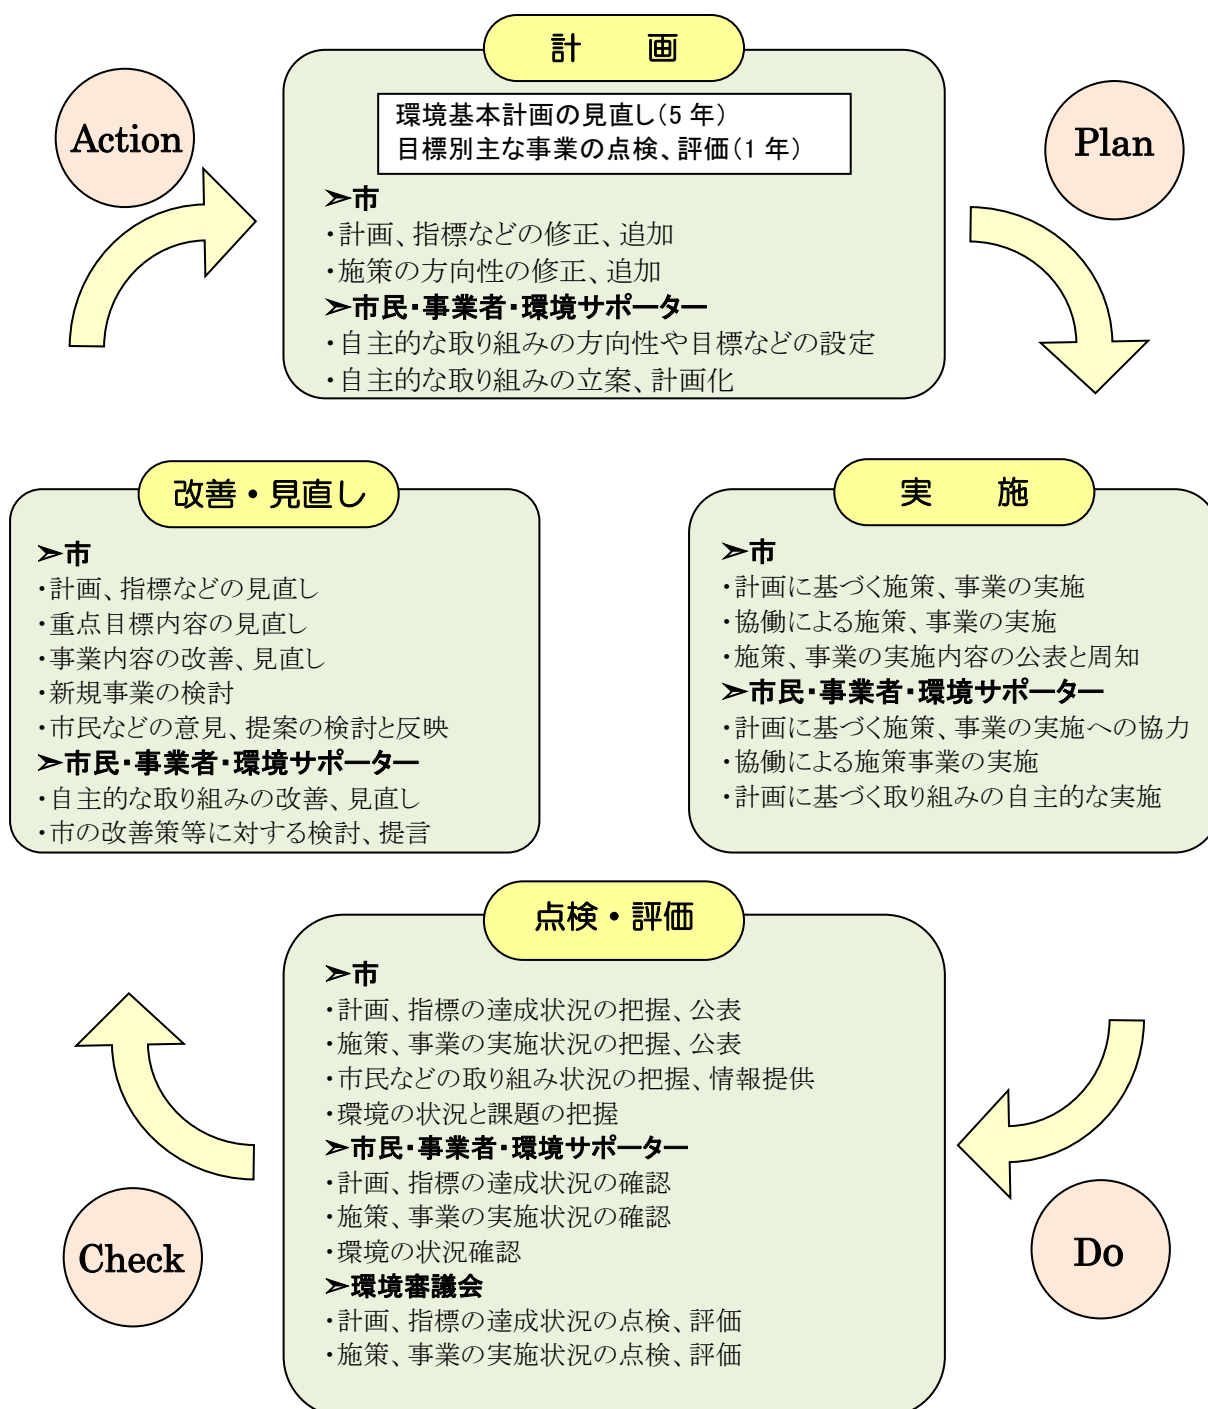 計　　画
Action
Plan
環境基本計画の見直し(5 年)
目標別主な事業の点検、評価(1 年)
➢市
・計画、指標などの修正、追加
・施策の方向性の修正、追加
➢市民・事業者・環境サポーター
・自主的な取り組みの方向性や目標などの設定
・自主的な取り組みの立案、計画化
改善・見直し
➢市
・計画、指標などの見直し
・重点目標内容の見直し
・事業内容の改善、見直し
・新規事業の検討
・市民などの意見、提案の検討と反映
➢市民・事業者・環境サポーター
・自主的な取り組みの改善、見直し
・市の改善策等に対する検討、提言
実　　施
➢市
・計画に基づく施策、事業の実施
・協働による施策、事業の実施
・施策、事業の実施内容の公表と周知
➢市民・事業者・環境サポーター
・計画に基づく施策、事業の実施への協力
・協働による施策事業の実施
・計画に基づく取り組みの自主的な実施
点検・評価
➢市
・計画、指標の達成状況の把握、公表
・施策、事業の実施状況の把握、公表
・市民などの取り組み状況の把握、情報提供
・環境の状況と課題の把握
➢市民・事業者・環境サポーター
・計画、指標の達成状況の確認
・施策、事業の実施状況の確認
・環境の状況確認
➢環境審議会
・計画、指標の達成状況の点検、評価
・施策、事業の実施状況の点検、評価
Check
Do